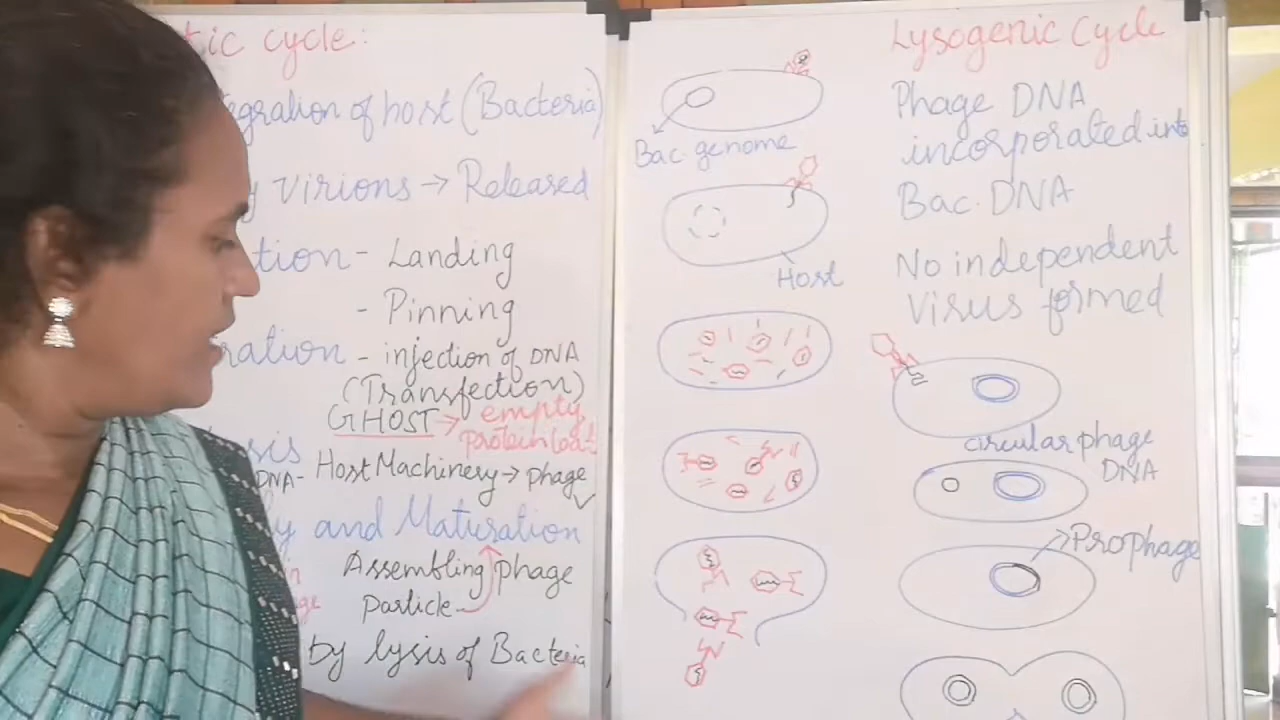 tic cycle:
egration of host (Bacteria)
y virions → Released
tion - Landing
- Pinning
ration - injection of DNA
(Transfection)
GHOST → empty
protein coat
sis
DNA- Host Machinery → phage
y and Maturation
Assembling phage
particle
by lysis of Bacteria
Bac. genome
Host
Lysogenic Cycle
Phage DNA
incorporated into
Bac. DNA
No independent
Virus formed
circular phage
DNA
Prophage